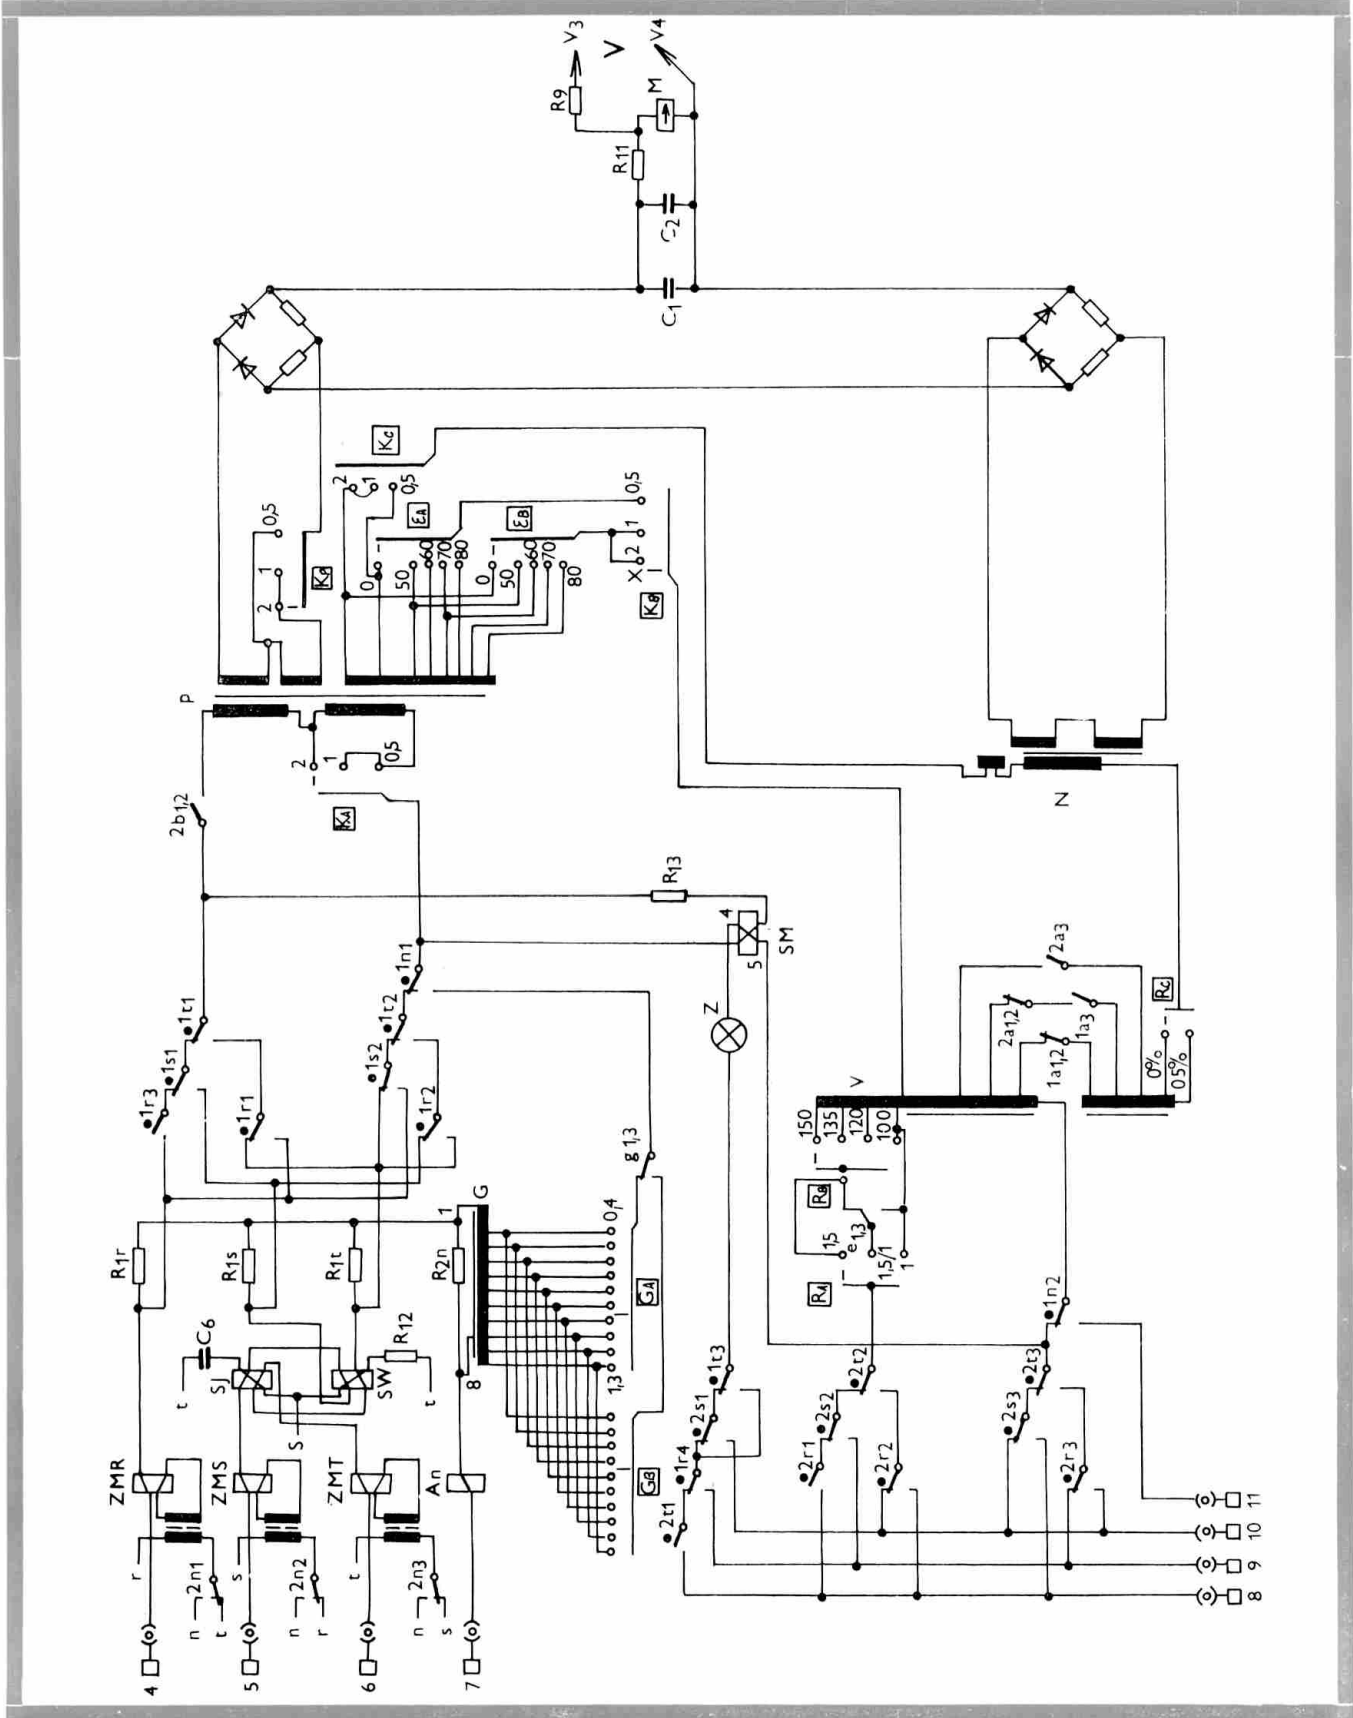 V3
V
V4
R9
M
R11
C2
C1
KC
2
1
0,5
0,5
1
2
KP
εA
εB
0
50
60
70
80
0
50
60
70
80
0,5
1
2
X
KB
P
2
1
0,5
KA
2b1,2
N
R13
4
5
SM
1n1
1t1
1s1
1r3
1t2
1s2
1r1
1r2
Z
V
150
135
120
100
2a3
2a1,2
1a3
1a1,2
RC
0%
05%
RB
1,5
e1,3
1,5/1
1
RA
g1,3
G
1
8
R1r
R1s
R1t
R2n
0,4
GA
1,3
GB
C6
t
SJ
SW
R12
t
S
ZMR
ZMS
ZMT
An
r
2n1
n
t
s
2n2
n
r
t
2n3
n
s
1n2
1t3
2s1
1r4
2t1
2t2
2s2
2r1
2r2
2t3
2s3
2r3
4
5
6
7
8
9
10
11